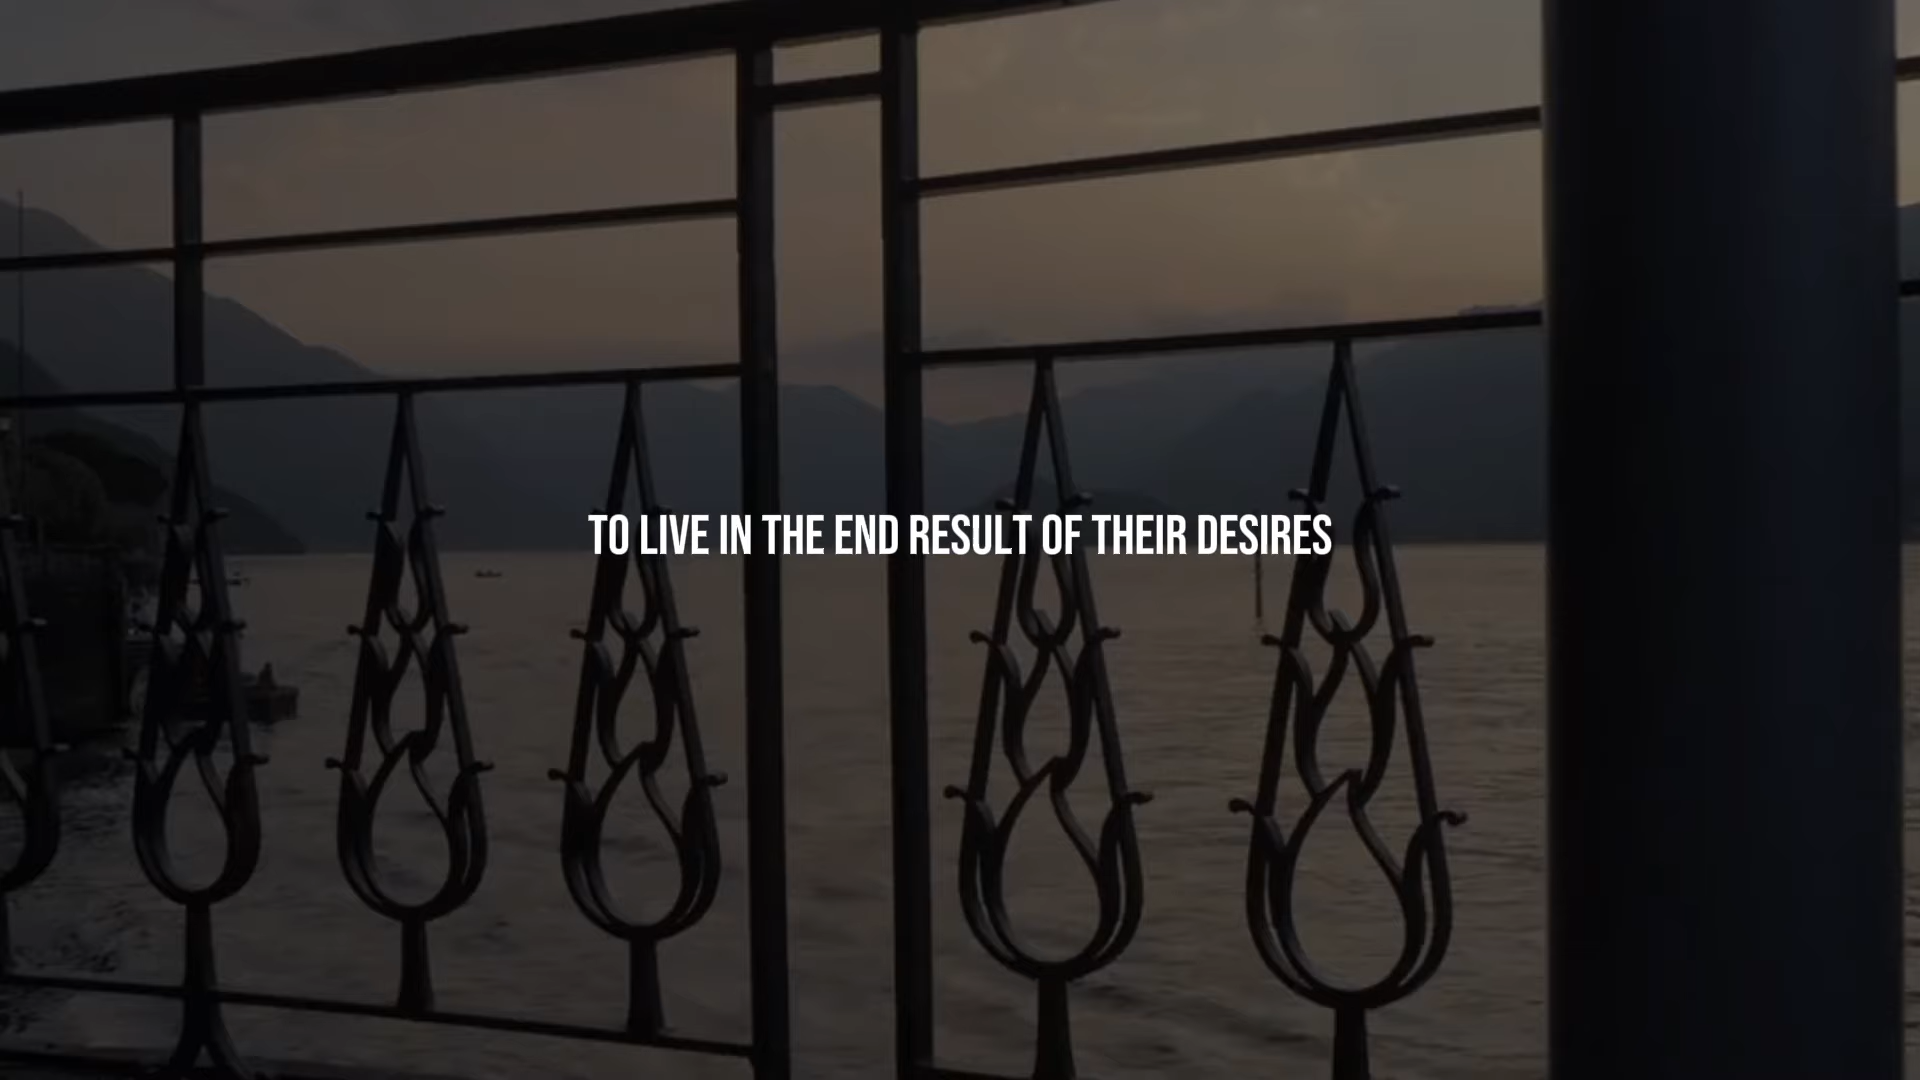 TO LIVE IN THE END RESULT OF THEIR DESIRES